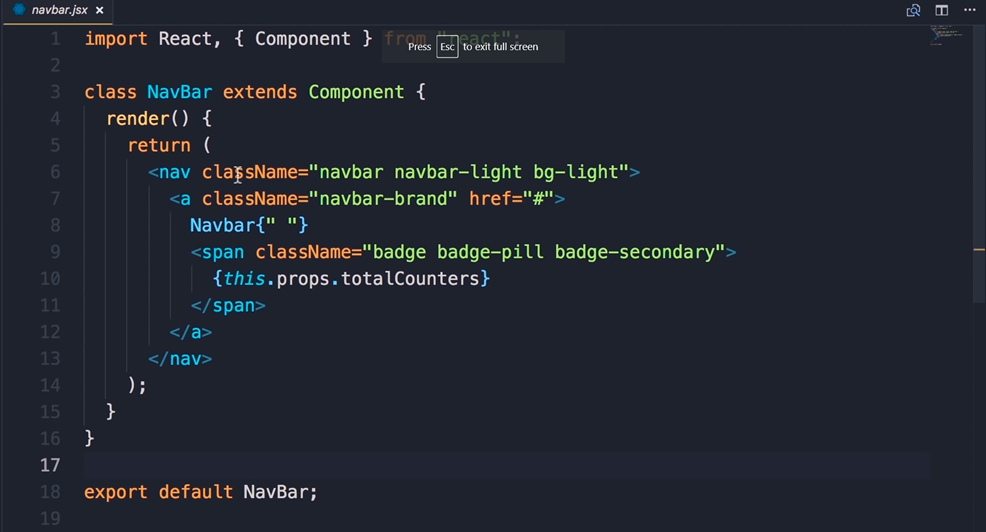 navbar.jsx ×
1 import React, { Component } from "react";
Press Esc to exit full screen
2
3 class NavBar extends Component {
4   render() {
5     return (
6       <nav className="navbar navbar-light bg-light">
7         <a className="navbar-brand" href="#">
8           Navbar{" "}
9           <span className="badge badge-pill badge-secondary">
10             {this.props.totalCounters}
11           </span>
12         </a>
13       </nav>
14     );
15   }
16 }
17
18 export default NavBar;
19